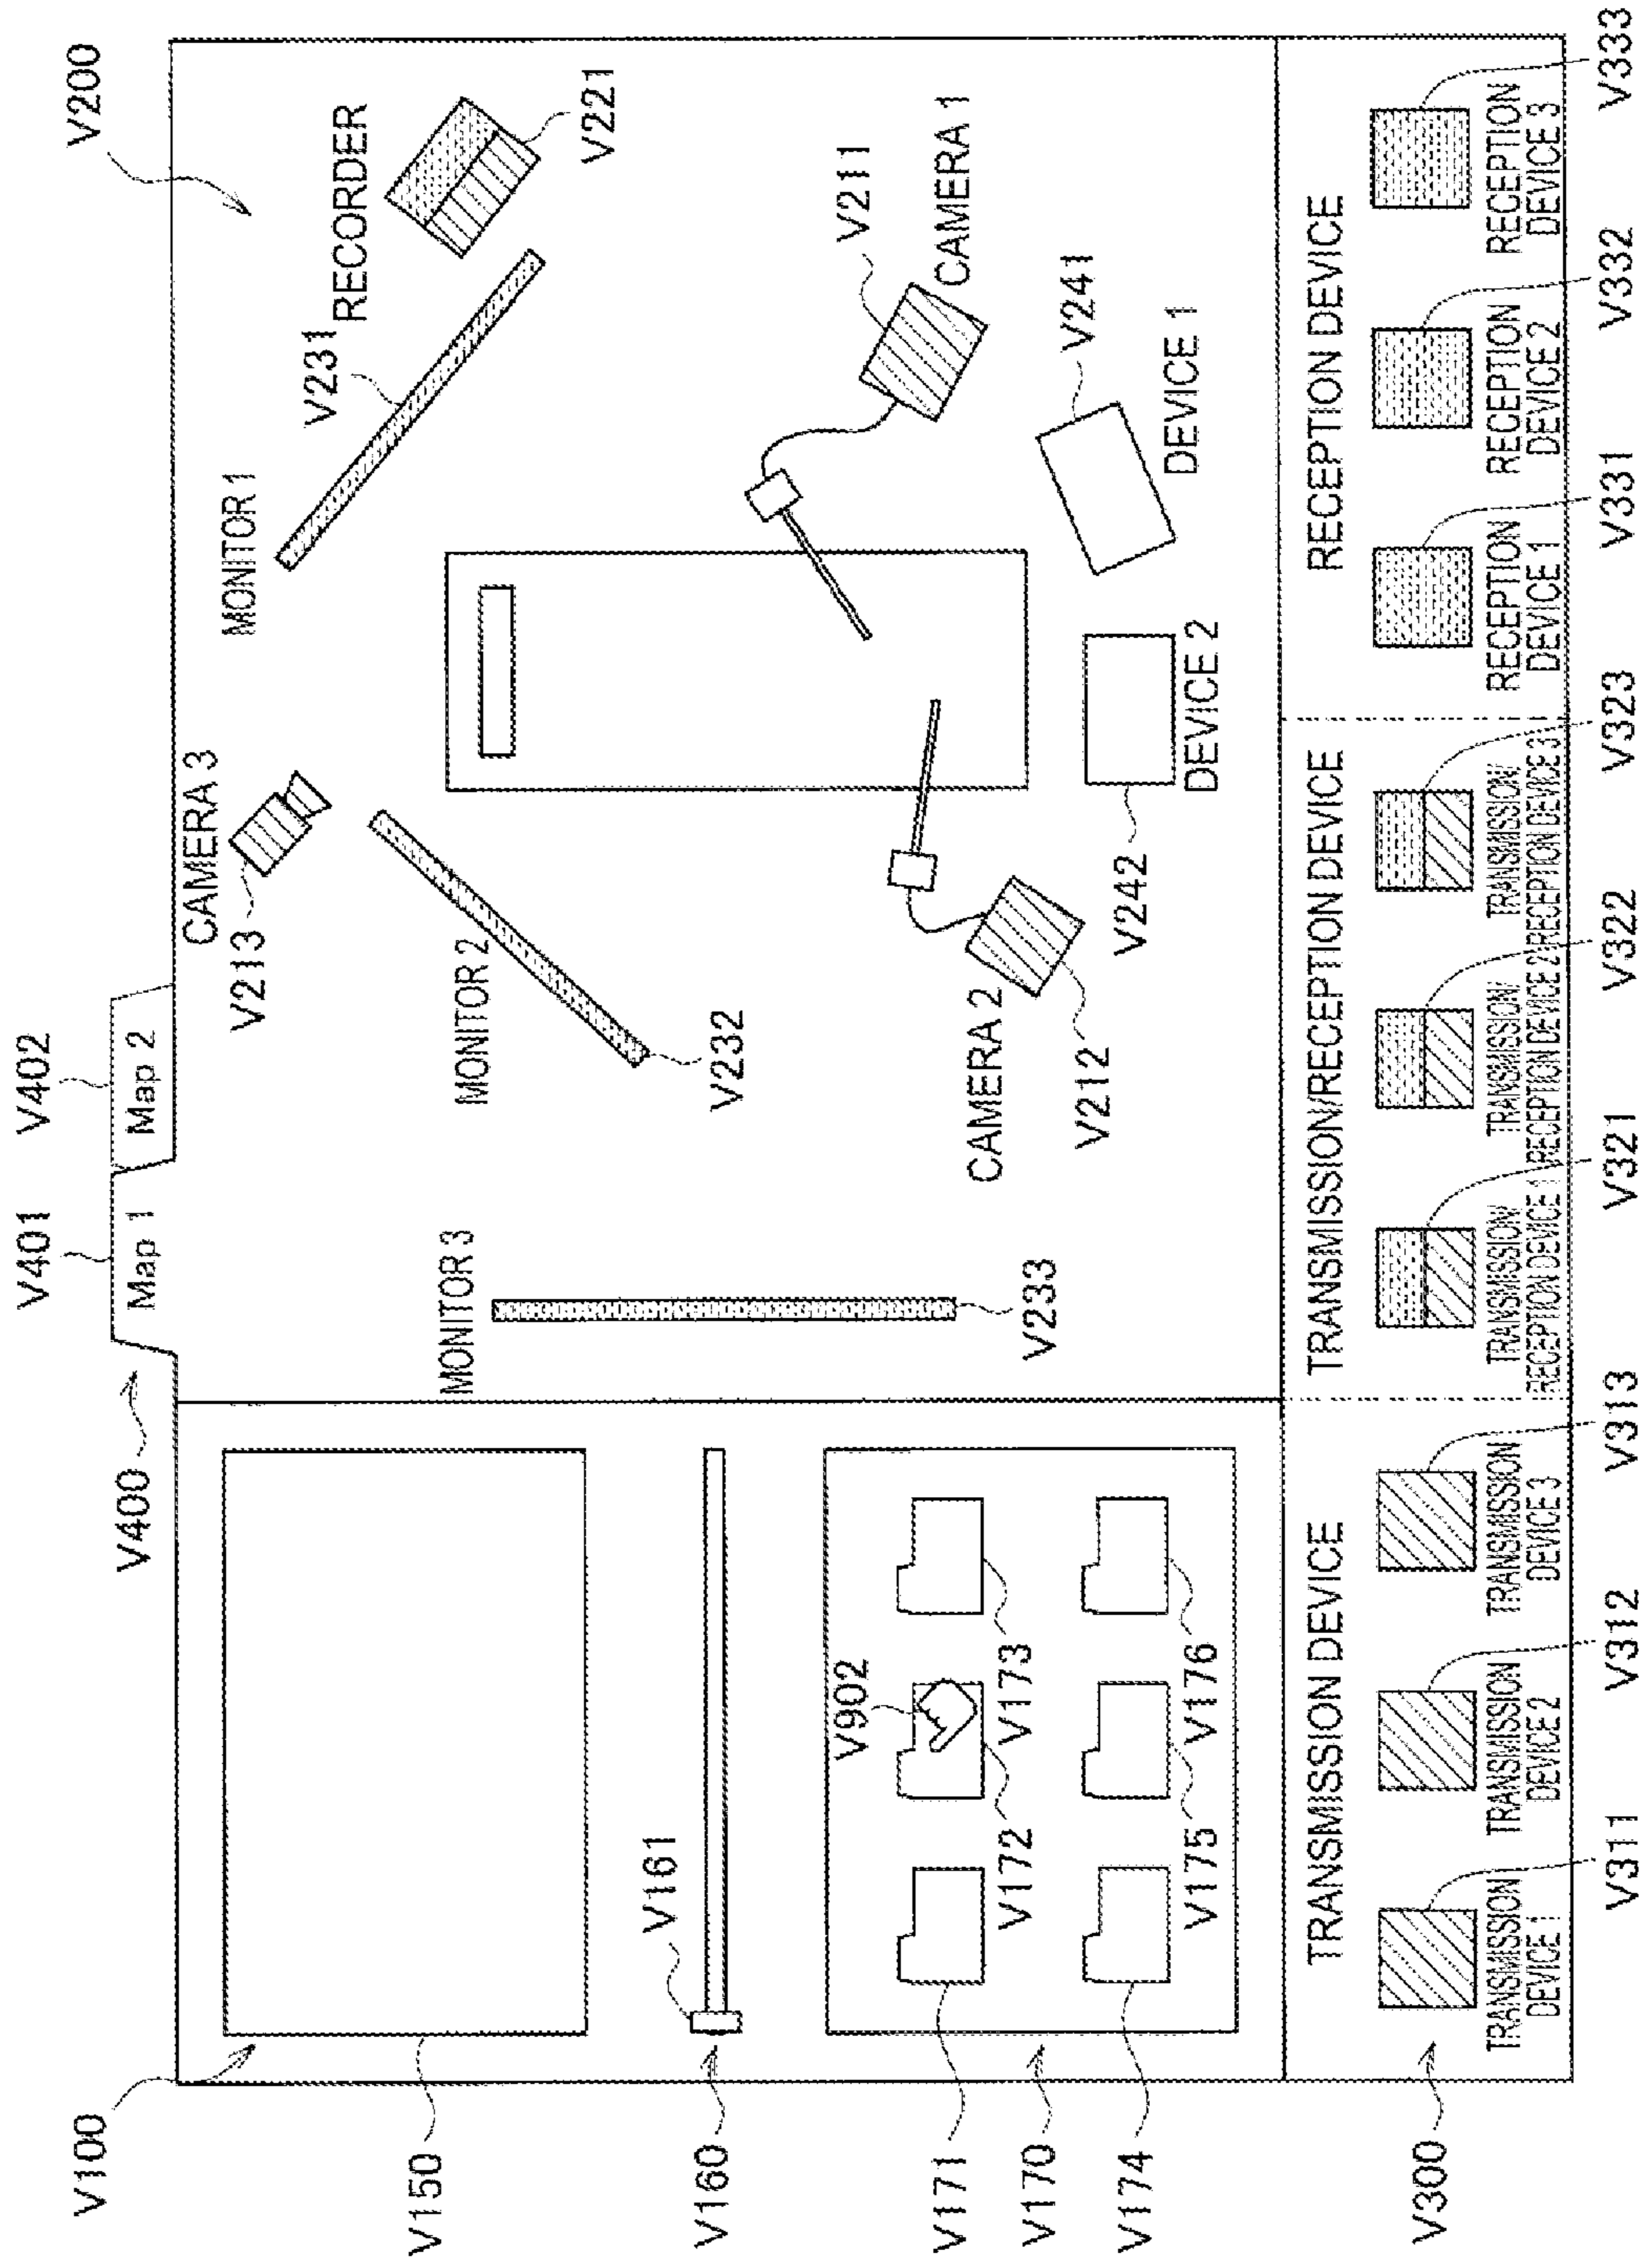 V401
V402
V400
Map 1
Map 2
V200
V100
V150
V160
V161
V171
V170
V174
V902
V172
V173
V175
V176
MONITOR 3
V233
CAMERA 3
V213
MONITOR 2
V232
CAMERA 2
V212
MONITOR 1
V231
RECORDER
V221
V211
CAMERA 1
V241
DEVICE 1
V242
DEVICE 2
V300
TRANSMISSION DEVICE
TRANSMISSION
DEVICE 1
TRANSMISSION
DEVICE 2
TRANSMISSION
DEVICE 3
V311
V312
V313
TRANSMISSION/RECEPTION DEVICE
TRANSMISSION/
RECEPTION DEVICE 1
TRANSMISSION/
RECEPTION DEVICE 2
TRANSMISSION/
RECEPTION DEVICE 3
V321
V322
V323
RECEPTION DEVICE
RECEPTION
DEVICE 1
RECEPTION
DEVICE 2
RECEPTION
DEVICE 3
V331
V332
V333